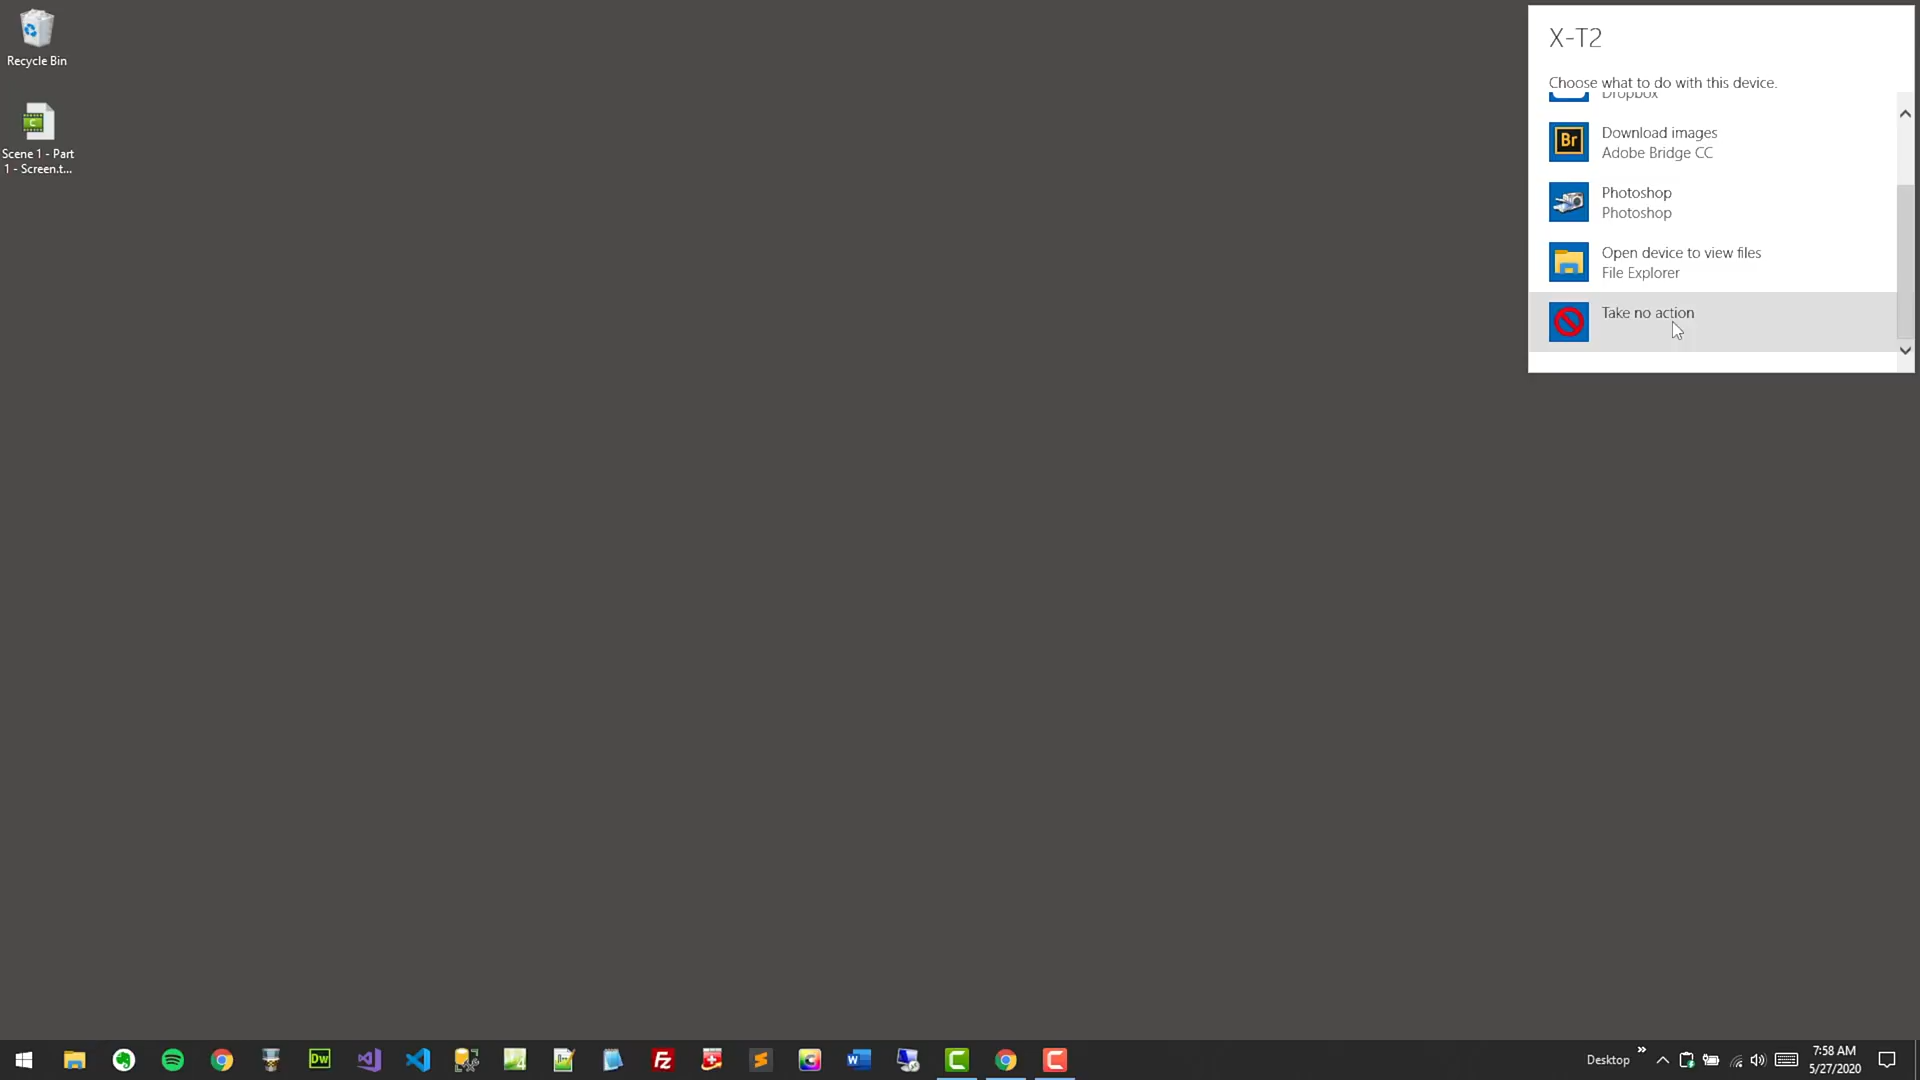 Recycle Bin
Scene 1 - Part
1 - Screen.t...
X-T2
Choose what to do with this device.
Dropbox
Br
Download images
Adobe Bridge CC
Photoshop
Photoshop
Open device to view files
File Explorer
Take no action
Dw
Fz
W
Desktop
7:58 AM
5/27/2020